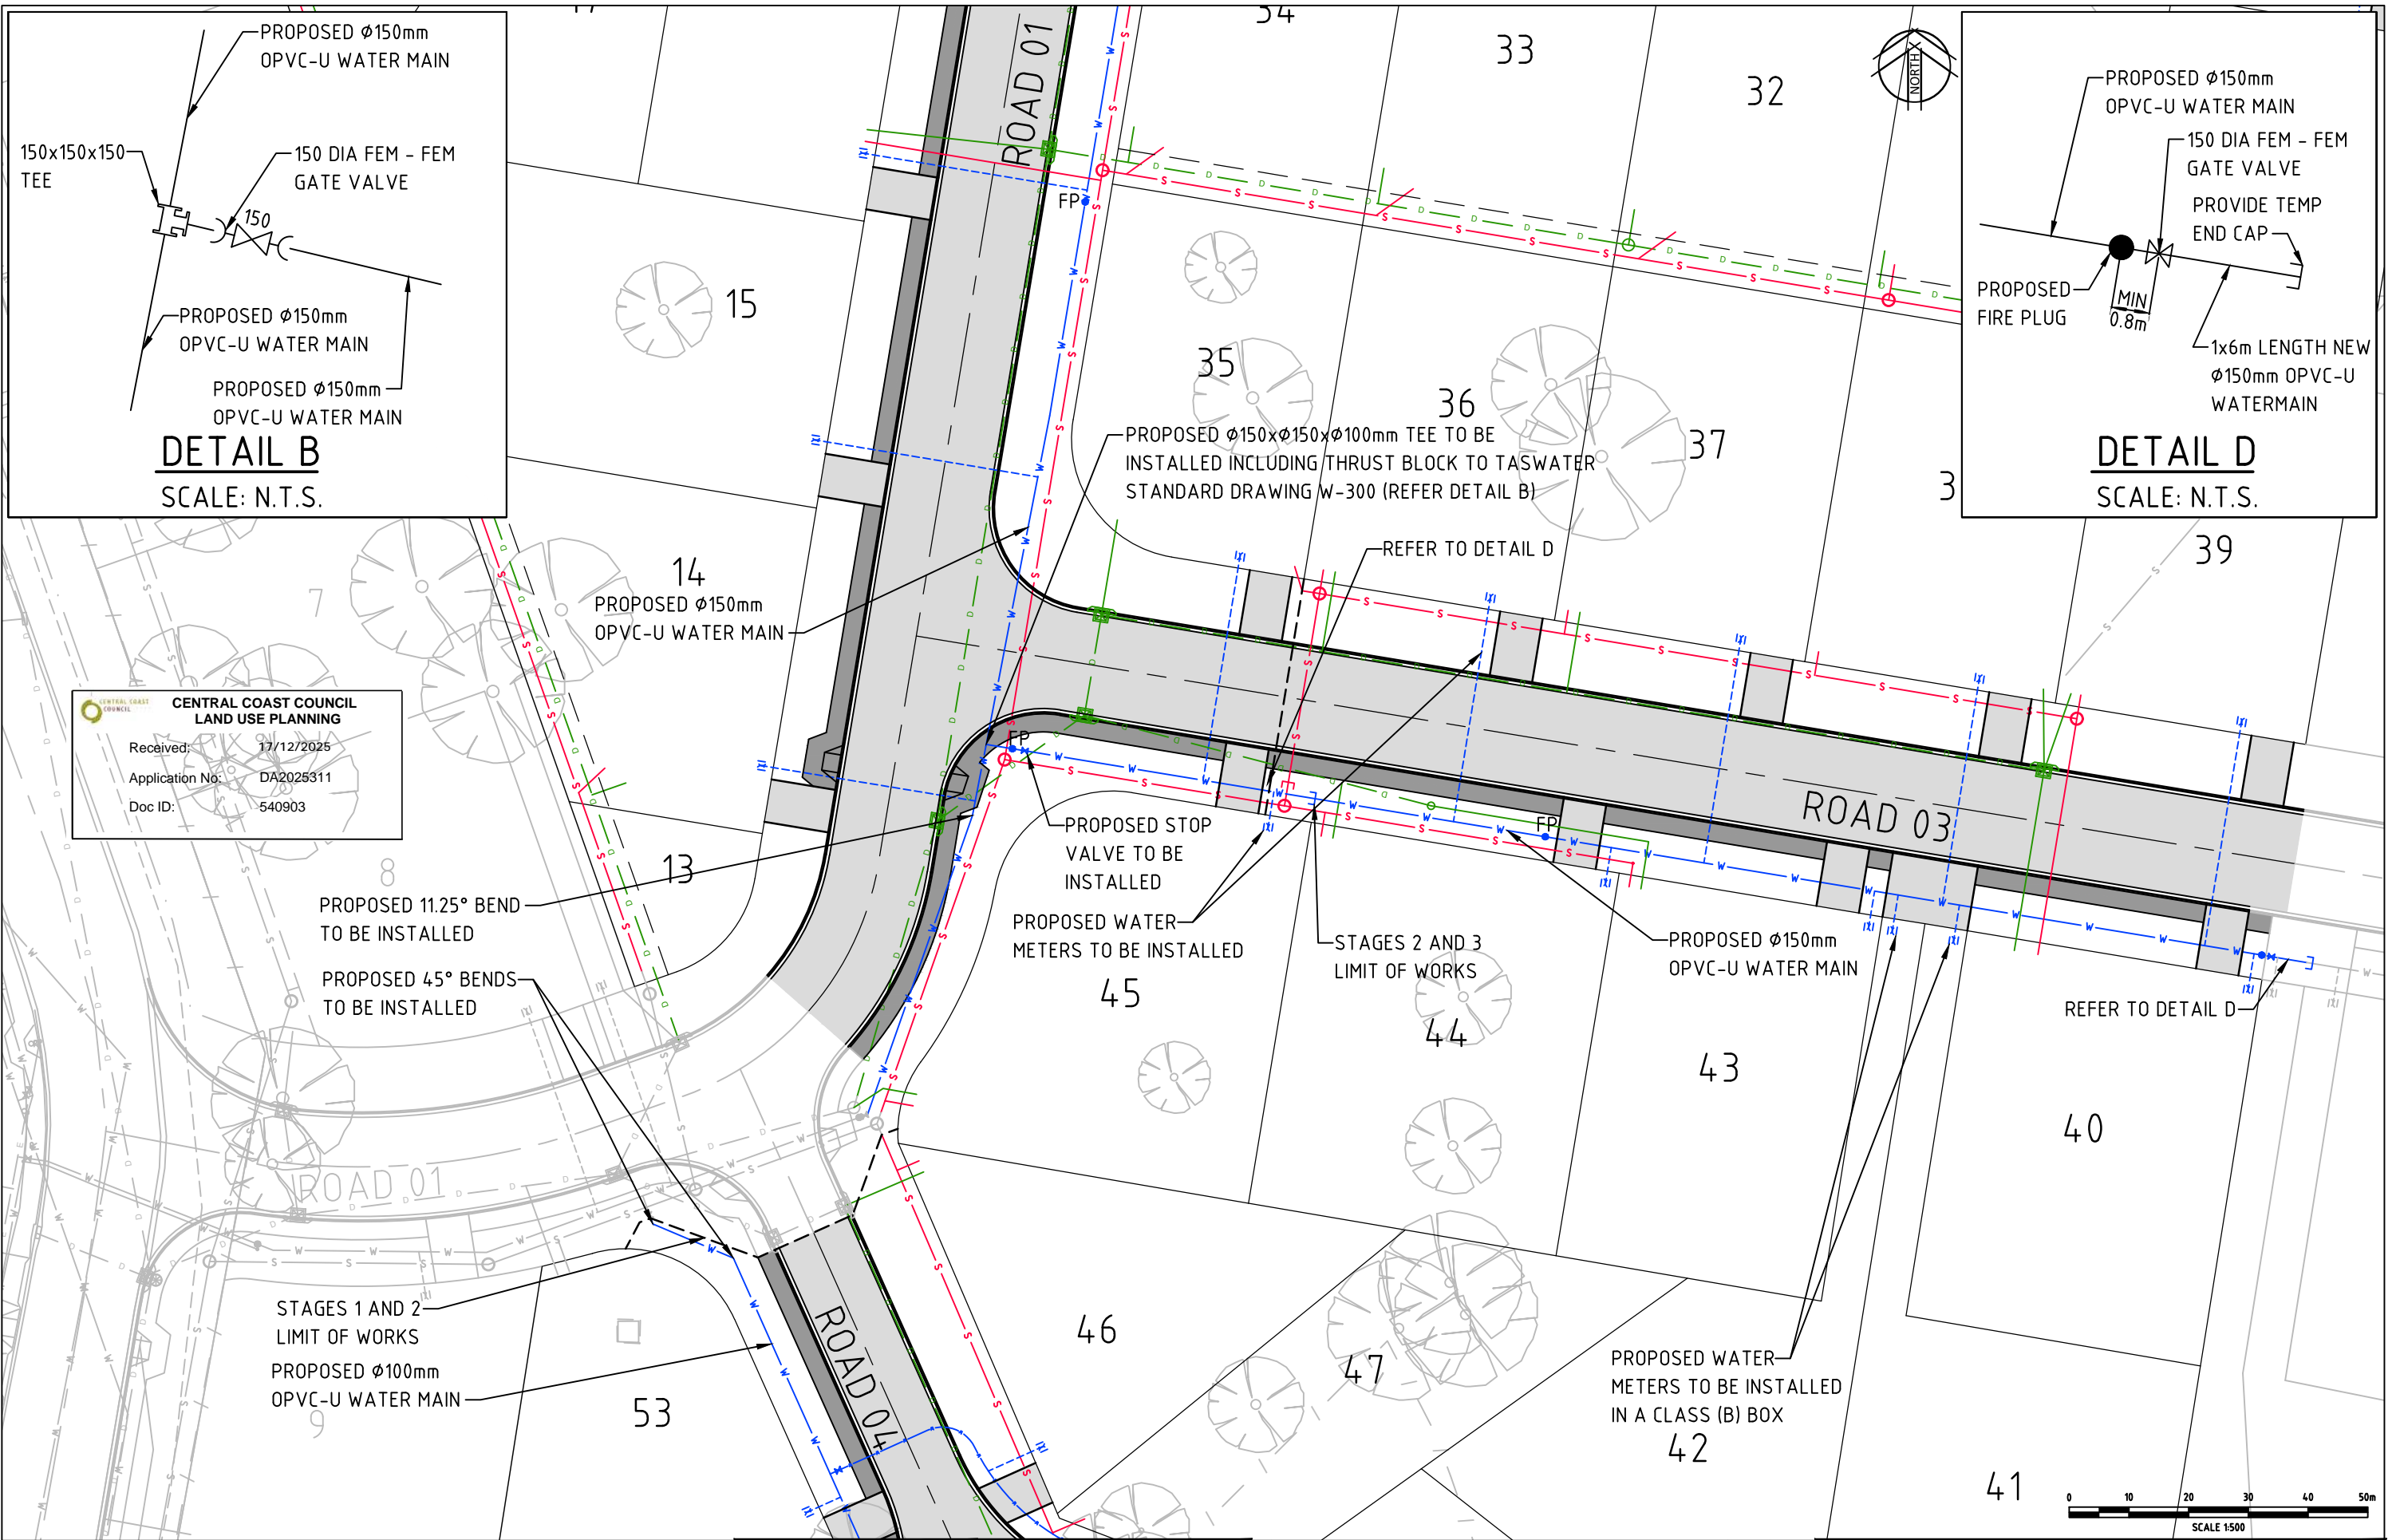 PROPOSED Ø150mm
OPVC-U WATER MAIN
150x150x150
TEE
150 DIA FEM - FEM
GATE VALVE
150
PROPOSED Ø150mm
OPVC-U WATER MAIN
PROPOSED Ø150mm
OPVC-U WATER MAIN
DETAIL B
SCALE: N.T.S.
ROAD 01
34
33
32
NORTH
PROPOSED Ø150mm
OPVC-U WATER MAIN
150 DIA FEM - FEM
GATE VALVE
PROVIDE TEMP
END CAP
PROPOSED
FIRE PLUG
MIN
0.8m
1x6m LENGTH NEW
Ø150mm OPVC-U
WATERMAIN
DETAIL D
SCALE: N.T.S.
FP
15
35
36
37
3
39
PROPOSED Ø150xØ150xØ100mm TEE TO BE
INSTALLED INCLUDING THRUST BLOCK TO TASWATER
STANDARD DRAWING W-300 (REFER DETAIL B)
REFER TO DETAIL D
14
7
PROPOSED Ø150mm
OPVC-U WATER MAIN
CENTRAL COAST
COUNCIL
CENTRAL COAST COUNCIL
LAND USE PLANNING
Received: 17/12/2025
Application No: DA2025311
Doc ID: 540903
FP
FP
ROAD 03
13
8
PROPOSED STOP
VALVE TO BE
INSTALLED
PROPOSED 11.25° BEND
TO BE INSTALLED
PROPOSED WATER
METERS TO BE INSTALLED
STAGES 2 AND 3
LIMIT OF WORKS
PROPOSED Ø150mm
OPVC-U WATER MAIN
PROPOSED 45° BENDS
TO BE INSTALLED
45
44
43
40
REFER TO DETAIL D
ROAD 01
STAGES 1 AND 2
LIMIT OF WORKS
PROPOSED Ø100mm
OPVC-U WATER MAIN
9
53
ROAD 04
46
47
PROPOSED WATER
METERS TO BE INSTALLED
IN A CLASS (B) BOX
42
41
0 10 20 30 40 50m
SCALE 1:500